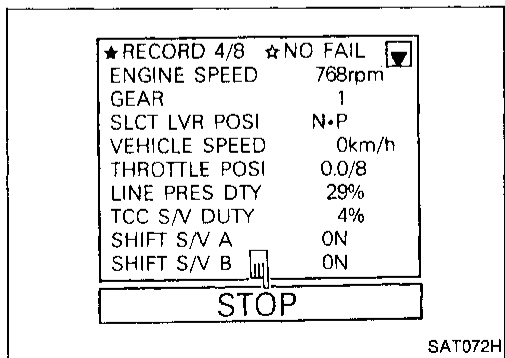 ★RECORD 4/8 ☆NO FAIL ▼
ENGINE SPEED 768rpm
GEAR 1
SLCT LVR POSI N•P
VEHICLE SPEED 0km/h
THROTTLE POSI 0.0/8
LINE PRES DTY 29%
TCC S/V DUTY 4%
SHIFT S/V A ON
SHIFT S/V B ON
STOP
SAT072H